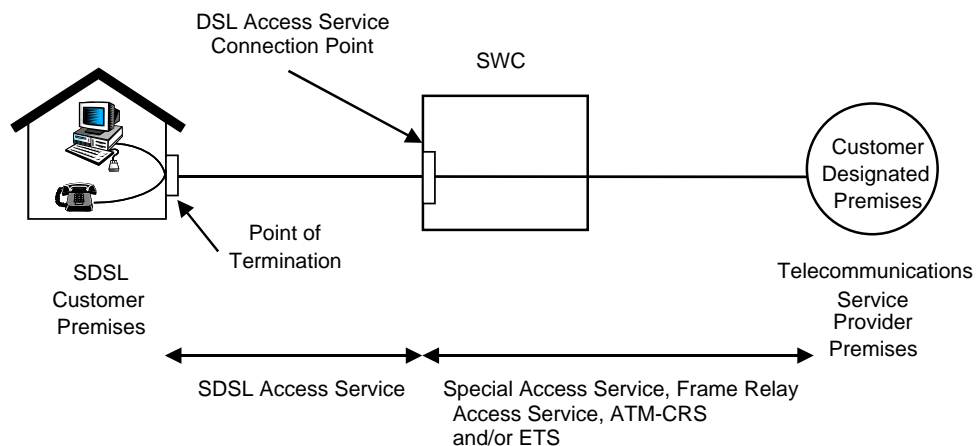 DSL Access Service
Connection Point
SWC
Customer
Designated
Premises
Point of
Termination
SDSL
Customer
Premises
Telecommunications
Service
Provider
Premises
SDSL Access Service
Special Access Service, Frame Relay
Access Service, ATM-CRS
and/or ETS